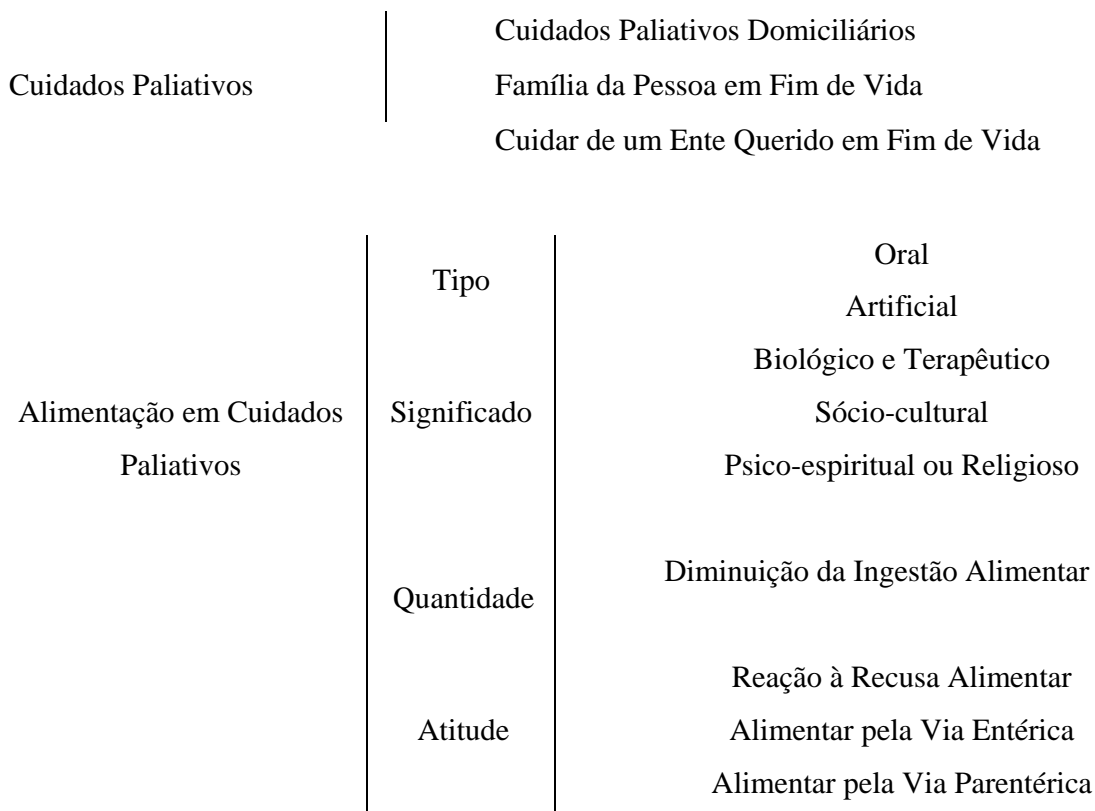 Cuidados Paliativos
Cuidados Paliativos Domiciliários
Família da Pessoa em Fim de Vida
Cuidar de um Ente Querido em Fim de Vida
Alimentação em Cuidados
Paliativos
Tipo
Oral
Artificial
Significado
Biológico e Terapêutico
Sócio-cultural
Psico-espiritual ou Religioso
Quantidade
Diminuição da Ingestão Alimentar
Atitude
Reação à Recusa Alimentar
Alimentar pela Via Entérica
Alimentar pela Via Parentérica